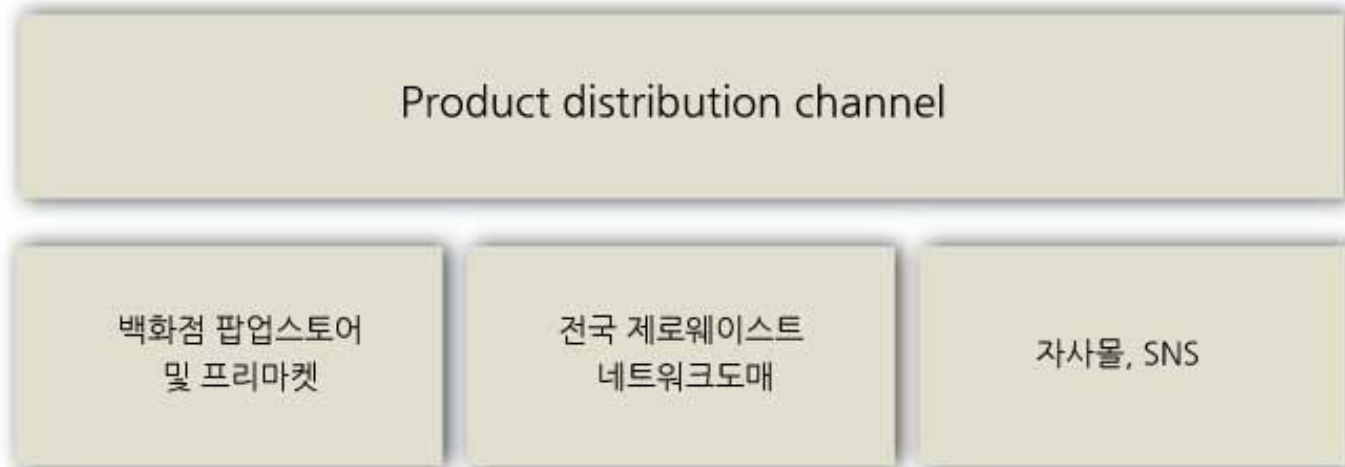 Product distribution channel
백화점 팝업스토어
및 프리마켓
전국 제로웨이스트
네트워크도매
자사몰, SNS